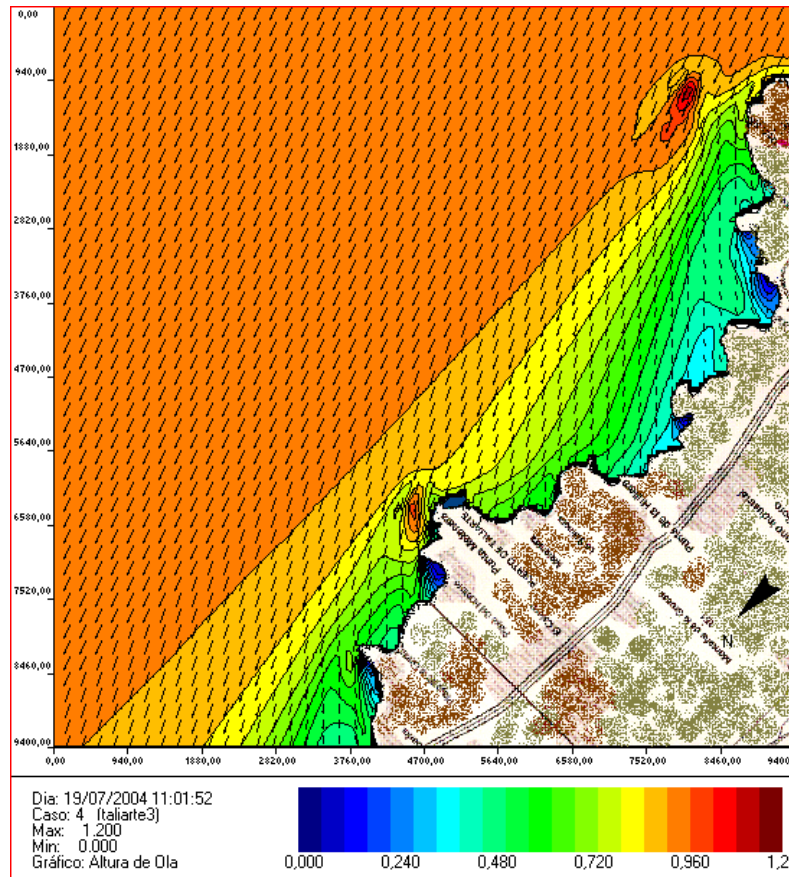 0,00
940,00
1880,00
2820,00
3760,00
4700,00
5640,00
6580,00
7520,00
8460,00
9400,00
N
0,00 940,00 1880,00 2820,00 3760,00 4700,00 5640,00 6580,00 7520,00 8460,00 9400
Dia: 19/07/2004 11:01:52
Caso: 4 (taliarte3)
Max: 1.200
Min: 0.000
Gráfico: Altura de Ola
0,000 0,240 0,480 0,720 0,960 1,2